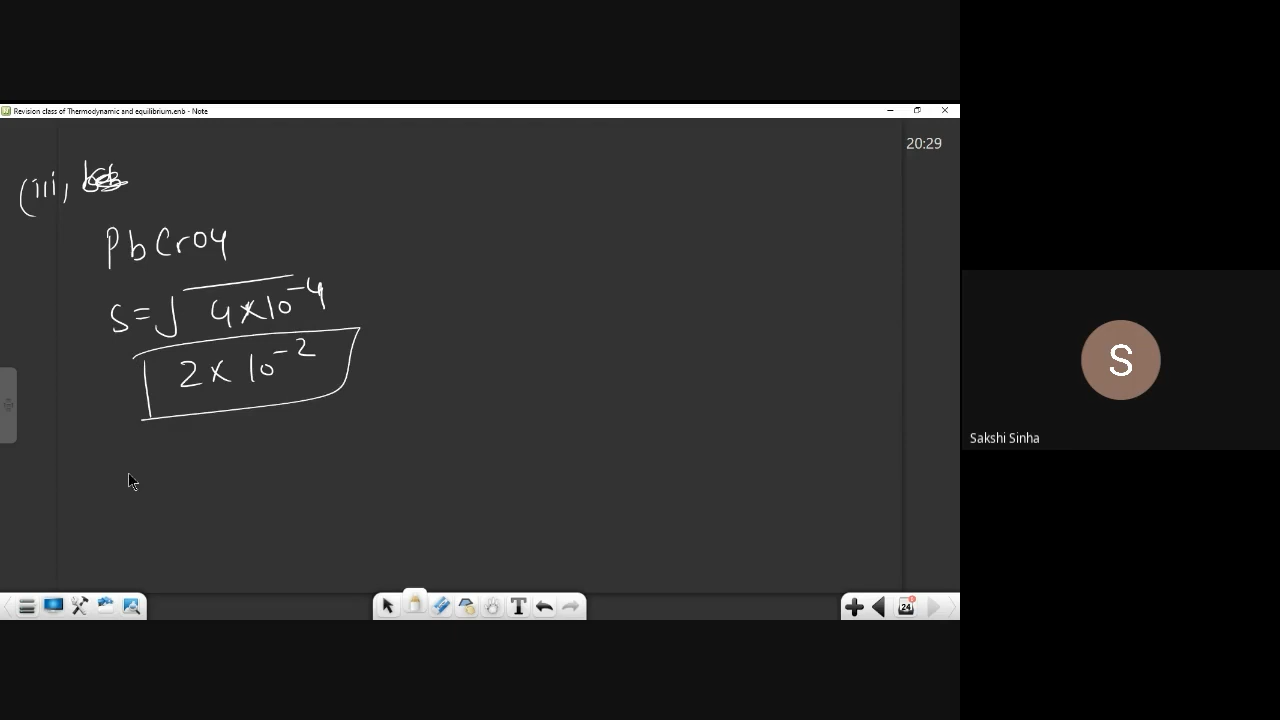 Revision class of Thermodynamic and equilibrium.enb - Note
20:29
(iii)
PbCrO4
S=√4×10⁻⁴
2×10⁻²
S
Sakshi Sinha
T
24